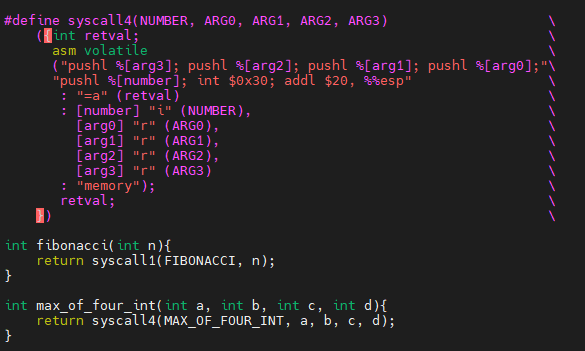 #define syscall4(NUMBER, ARG0, ARG1, ARG2, ARG3)                    \
    ({int retval;                                                   \
      asm volatile                                                  \
      ("pushl %[arg3]; pushl %[arg2]; pushl %[arg1]; pushl %[arg0];"\
      "pushl %[number]; int $0x30; addl $20, %%esp"                 \
       : "=a" (retval)                                              \
       : [number] "i" (NUMBER),                                     \
         [arg0] "r" (ARG0),                                         \
         [arg1] "r" (ARG1),                                         \
         [arg2] "r" (ARG2),                                         \
         [arg3] "r" (ARG3)                                          \
       : "memory");                                                 \
       retval;                                                      \
    })                                                              \
int fibonacci(int n){
    return syscall1(FIBONACCI, n);
}
int max_of_four_int(int a, int b, int c, int d){
    return syscall4(MAX_OF_FOUR_INT, a, b, c, d);
}